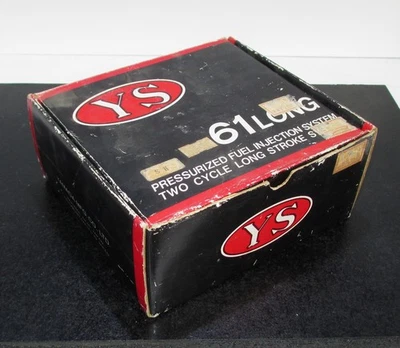 YS
61 LONG
PRESSURIZED FUEL INJECTION SYSTEM
TWO CYCLE LONG STROKE
YS